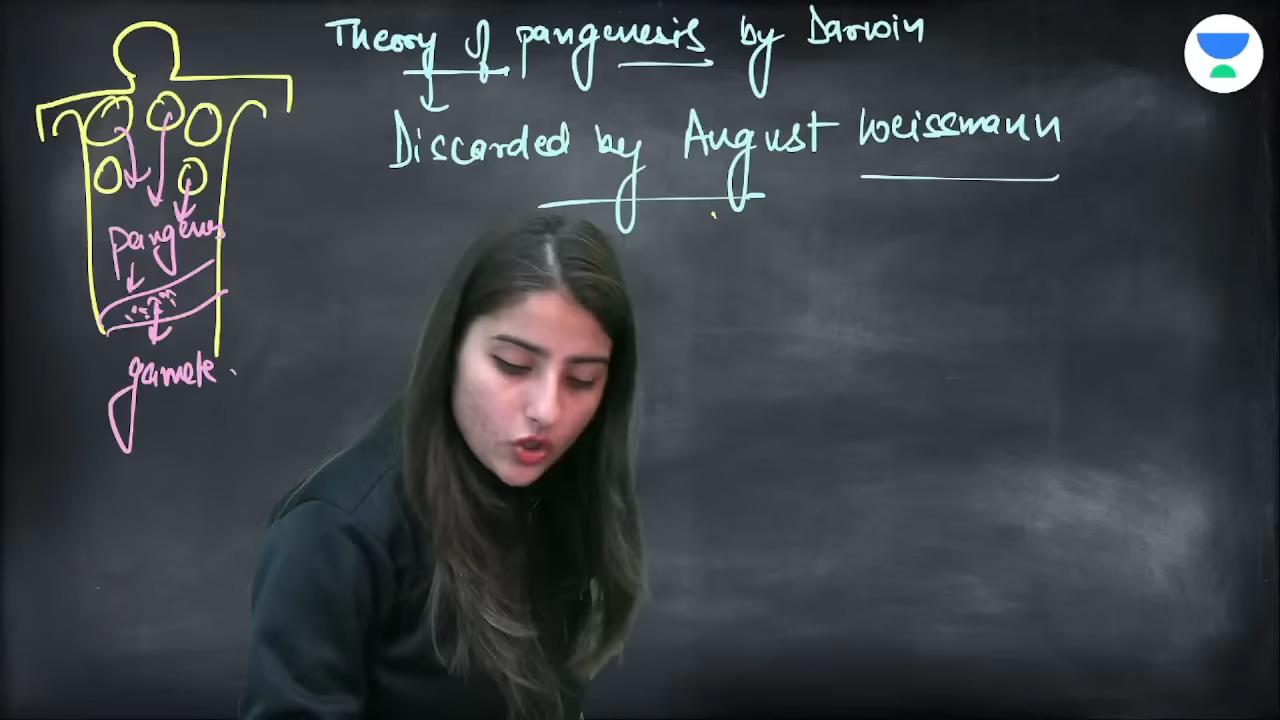 Theory of pangenesis by Darwin
Discarded by August Weissmann
pangenes
gamete.